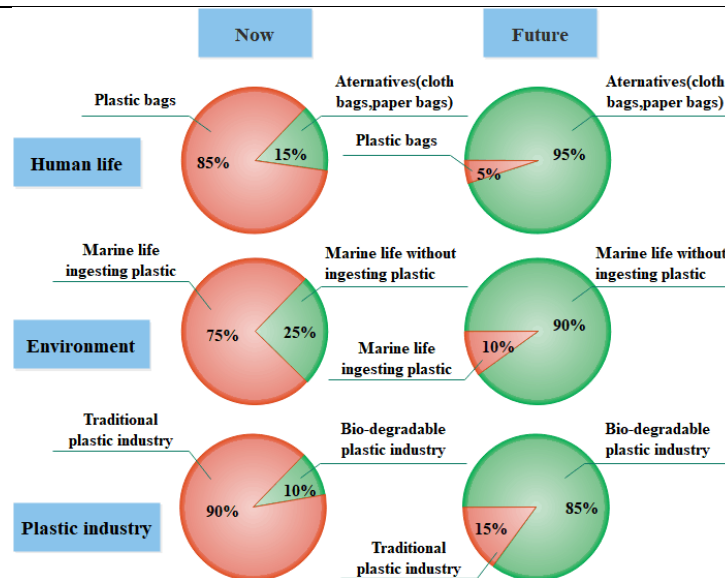 Now
Future
Plastic bags
Aternatives(cloth
bags,paper bags)
Aternatives(cloth
bags,paper bags)
Plastic bags
Human life
85%
15%
95%
5%
Marine life
ingesting plastic
Marine life without
ingesting plastic
Marine life without
ingesting plastic
Environment
75%
25%
90%
10%
Marine life
ingesting plastic
Traditional
plastic industry
Bio-degradable
plastic industry
Bio-degradable
plastic industry
Plastic industry
90%
10%
85%
15%
Traditional
plastic industry